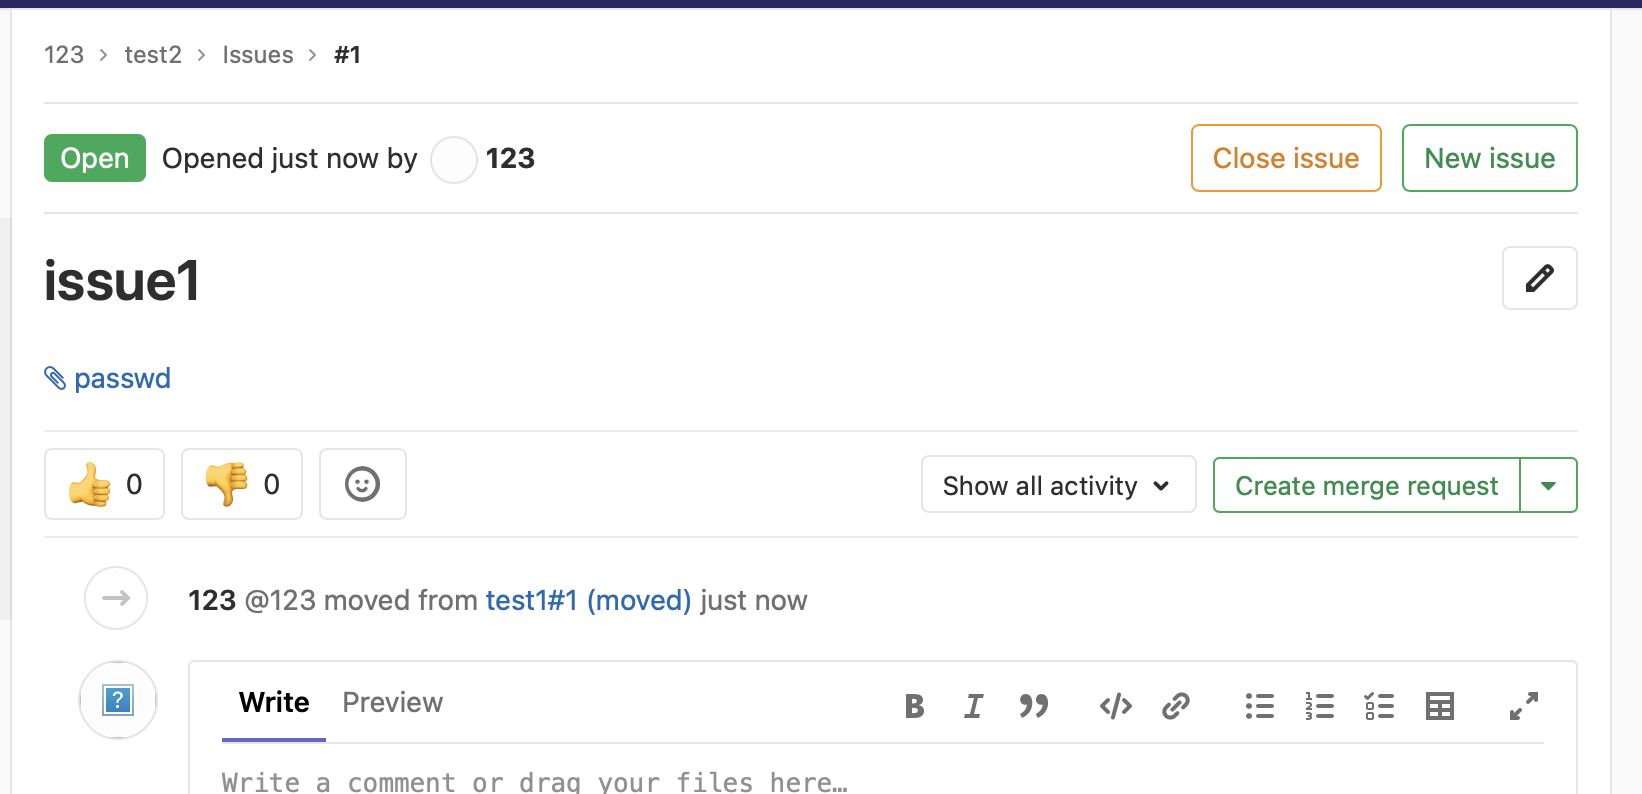 123 > test2 > Issues > #1
Open Opened just now by 123 Close issue New issue
issue1
passwd
0 0 Show all activity Create merge request
123 @123 moved from test1#1 (moved) just now
Write Preview
Write a comment or drag your files here…